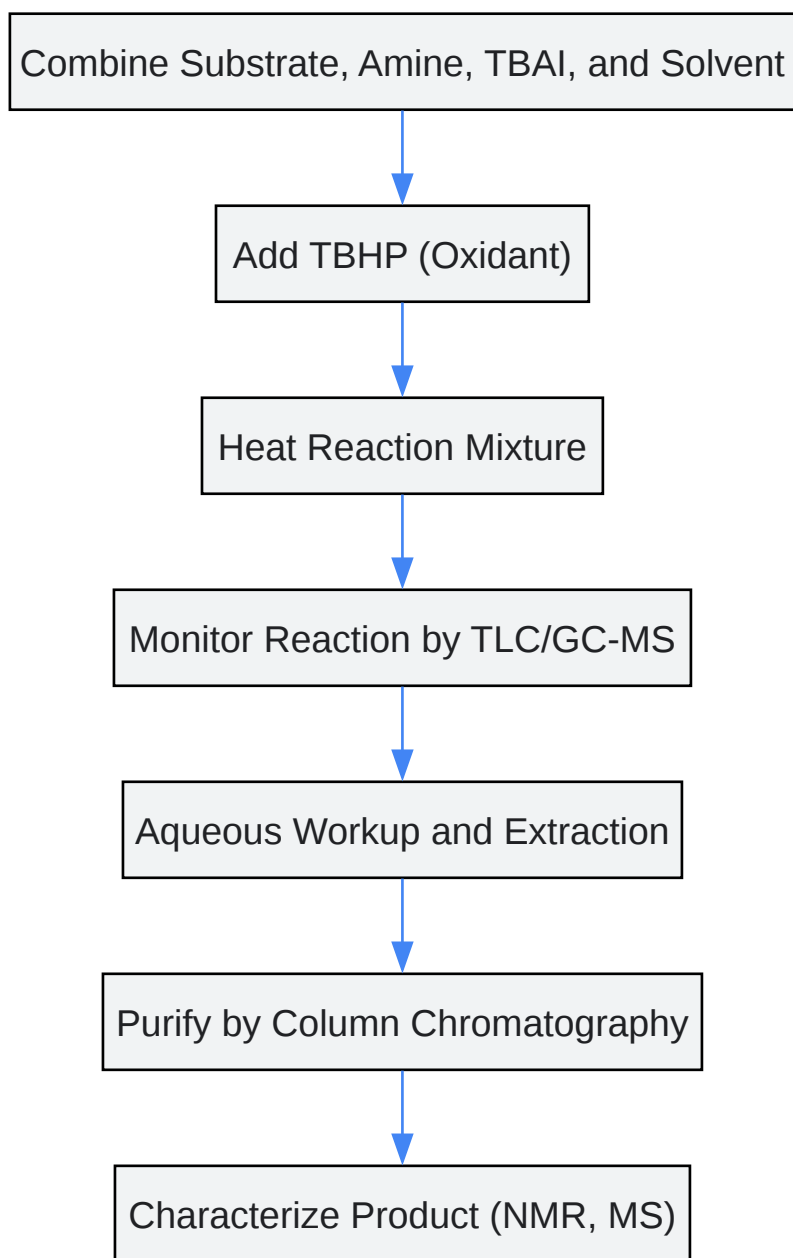 Combine Substrate, Amine, TBAI, and Solvent
Add TBHP (Oxidant)
Heat Reaction Mixture
Monitor Reaction by TLC/GC-MS
Aqueous Workup and Extraction
Purify by Column Chromatography
Characterize Product (NMR, MS)